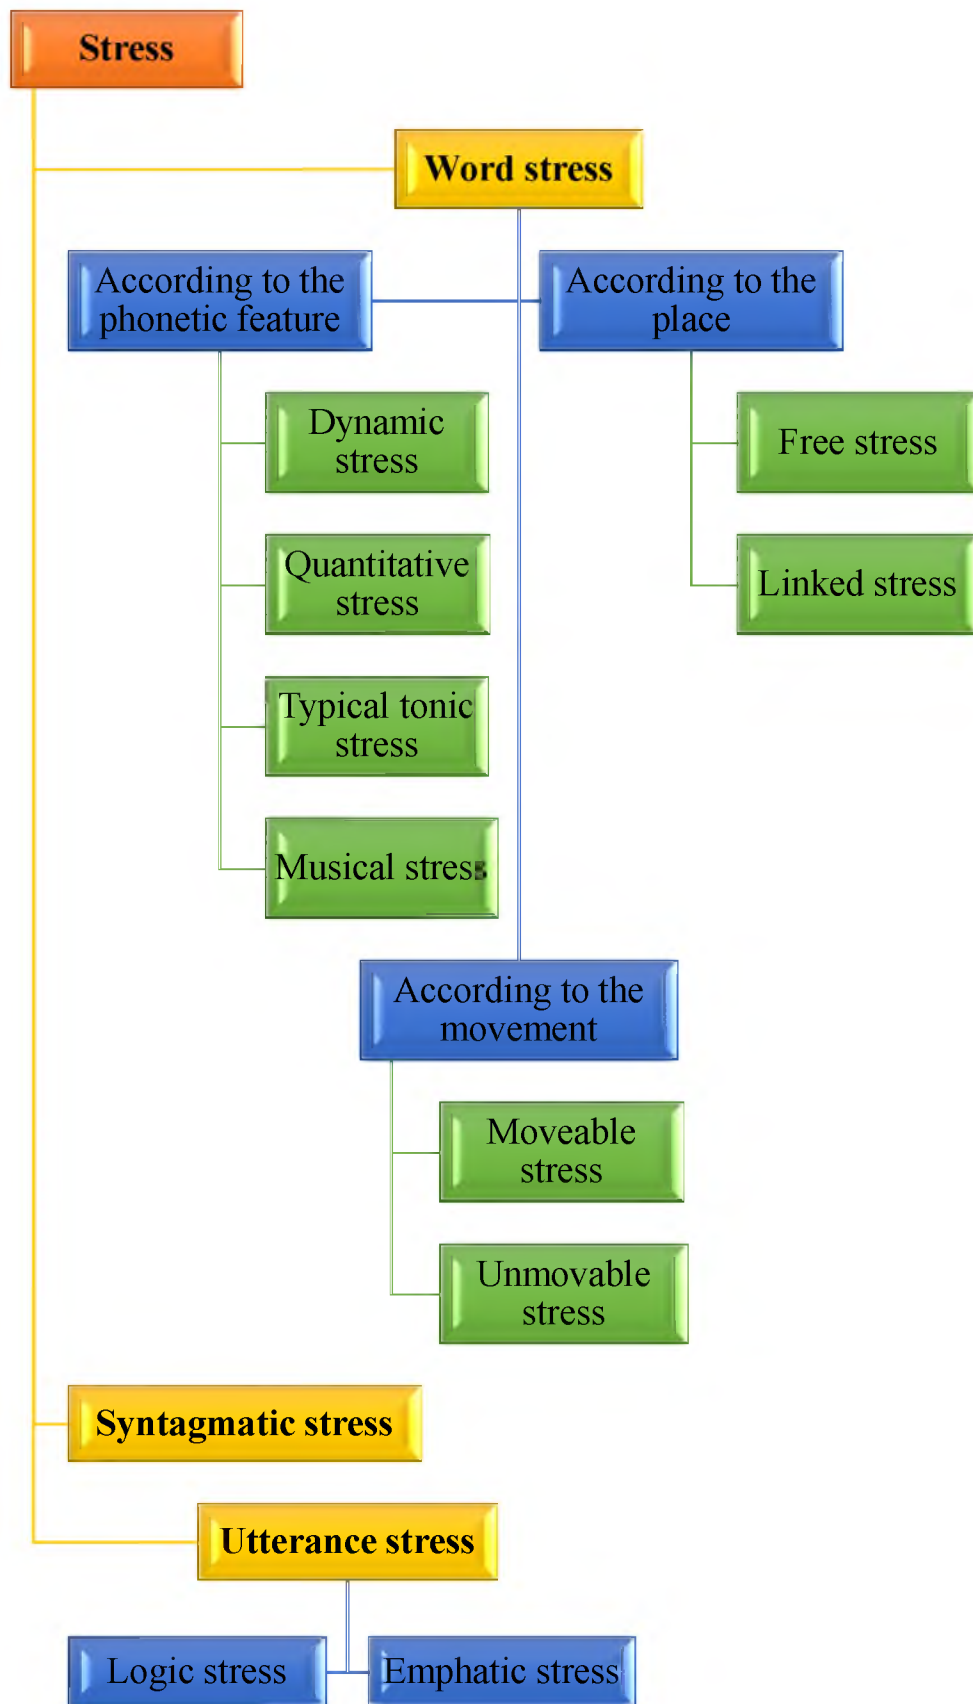 Stress
Word stress
According to the
phonetic feature
According to the
place
Dynamic
stress
Free stress
Quantitative
stress
Linked stress
Typical tonic
stress
Musical stress
According to the
movement
Moveable
stress
Unmovable
stress
Syntagmatic stress
Utterance stress
Logic stress
Emphatic stress